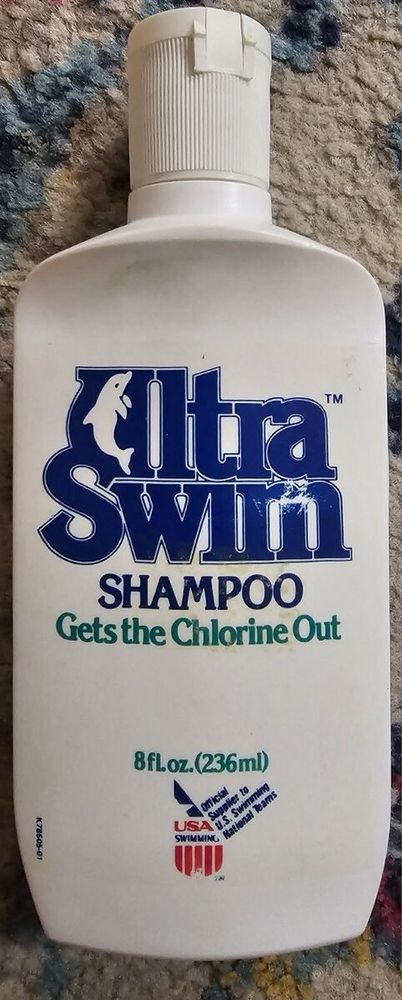 Ultra™
Swim
SHAMPOO
Gets the Chlorine Out
8 fl. oz. (236 ml)
Official
Supplier to
U.S. Swimming
National Teams
USA
SWIMMING
K78605-01